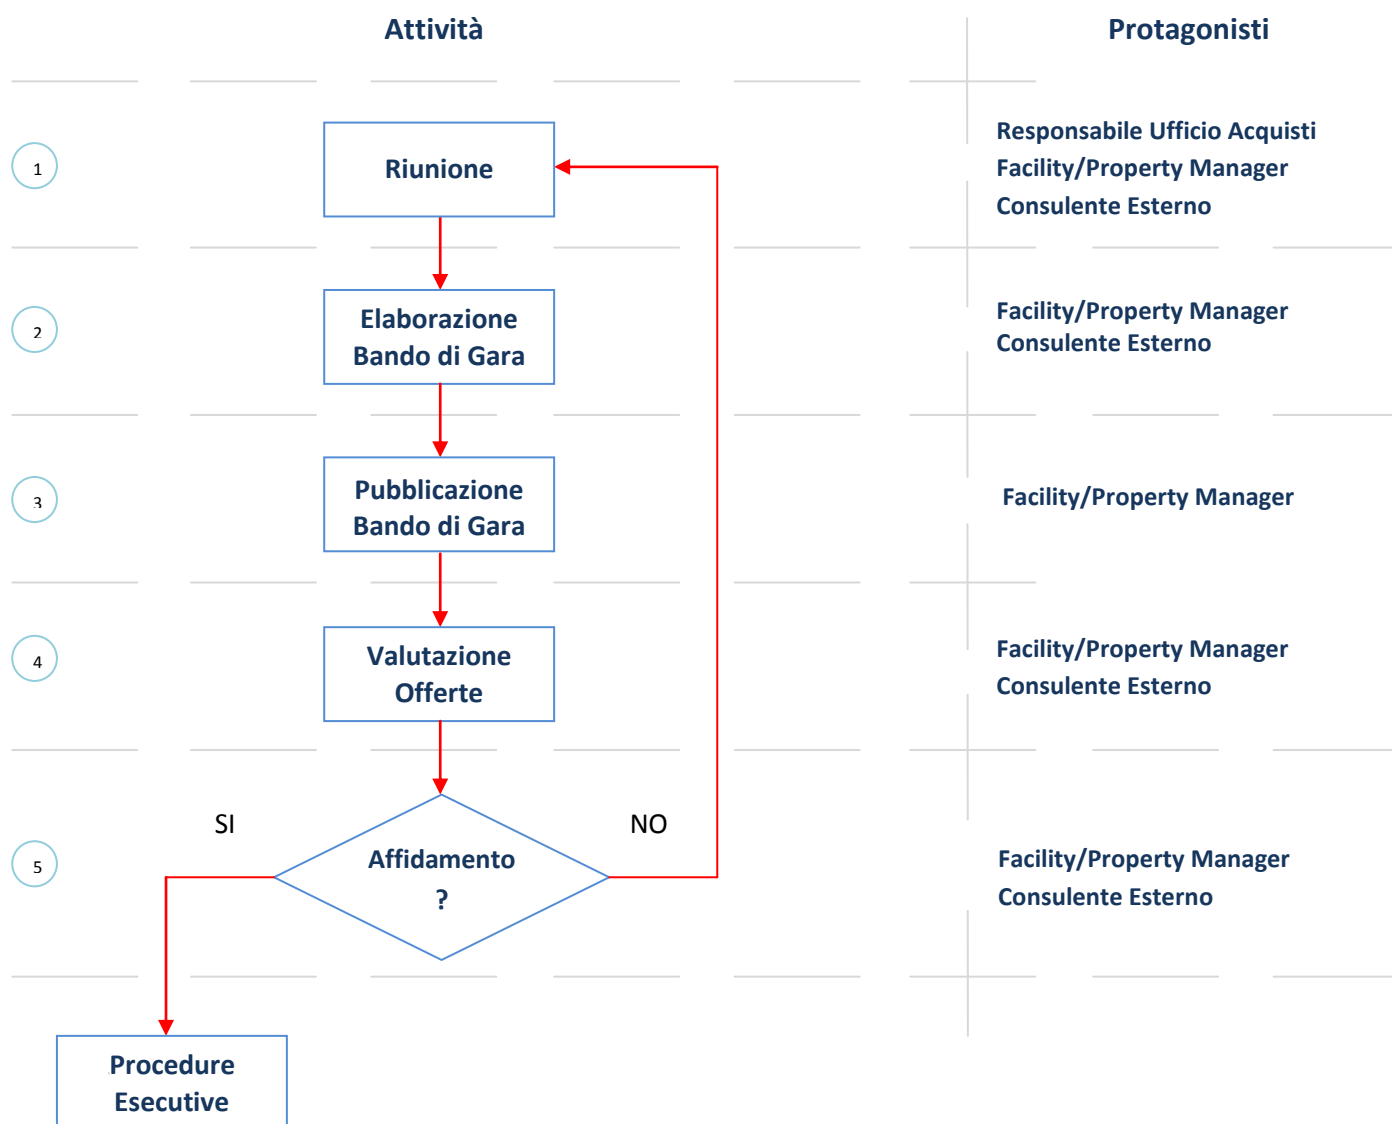 Attività
Protagonisti
1
Riunione
Responsabile Ufficio Acquisti
Facility/Property Manager
Consulente Esterno
2
Elaborazione
Bando di Gara
Facility/Property Manager
Consulente Esterno
3
Pubblicazione
Bando di Gara
Facility/Property Manager
4
Valutazione
Offerte
Facility/Property Manager
Consulente Esterno
SI
NO
5
Affidamento
?
Facility/Property Manager
Consulente Esterno
Procedure
Esecutive